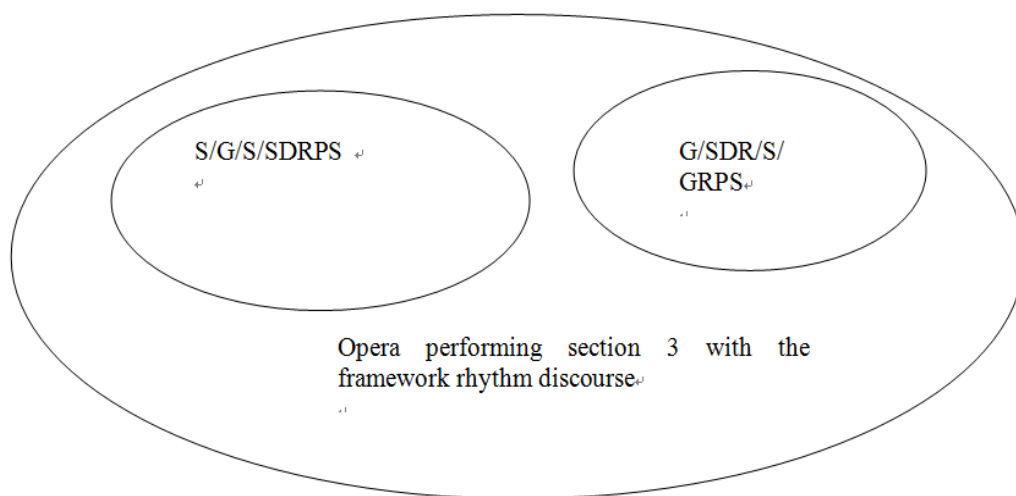 S/G/S/SDRPS
G/SDR/S/
GRPS
Opera performing section 3 with the
framework rhythm discourse